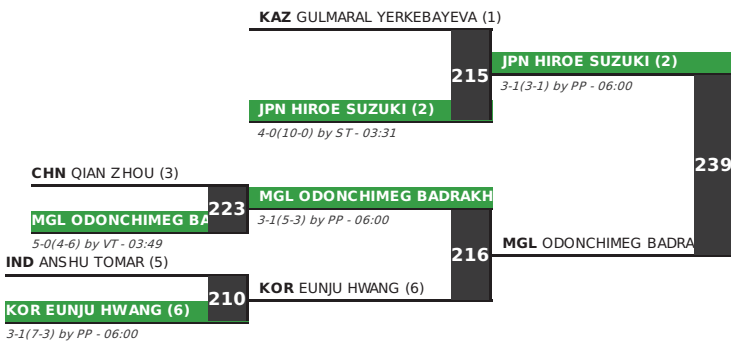 KAZ GULMARAL YERKEBAYEVA (1)
215
JPN HIROE SUZUKI (2)
3-1(3-1) by PP - 06:00
JPN HIROE SUZUKI (2)
4-0(10-0) by ST - 03:31
239
CHN QIAN ZHOU (3)
223
MGL ODONCHIMEG BADRAKH
3-1(5-3) by PP - 06:00
MGL ODONCHIMEG BA
5-0(4-6) by VT - 03:49
216
MGL ODONCHIMEG BADRA
IND ANSHU TOMAR (5)
210
KOR EUNJU HWANG (6)
KOR EUNJU HWANG (6)
3-1(7-3) by PP - 06:00